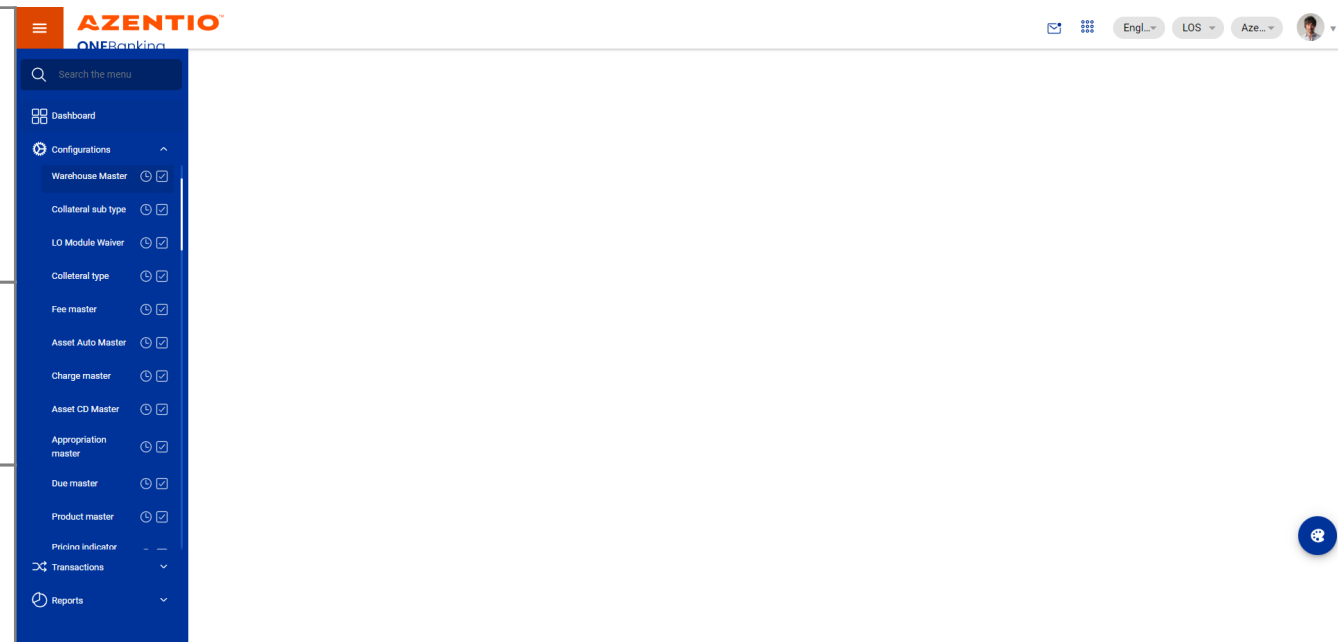 AZENTIO™
ONEBanking
Engl...
LOS
Aze...
Search the menu
Dashboard
Configurations
Warehouse Master
Collateral sub type
LO Module Waiver
Colleteral type
Fee master
Asset Auto Master
Charge master
Asset CD Master
Appropriation
master
Due master
Product master
Pricing indicator
Transactions
Reports